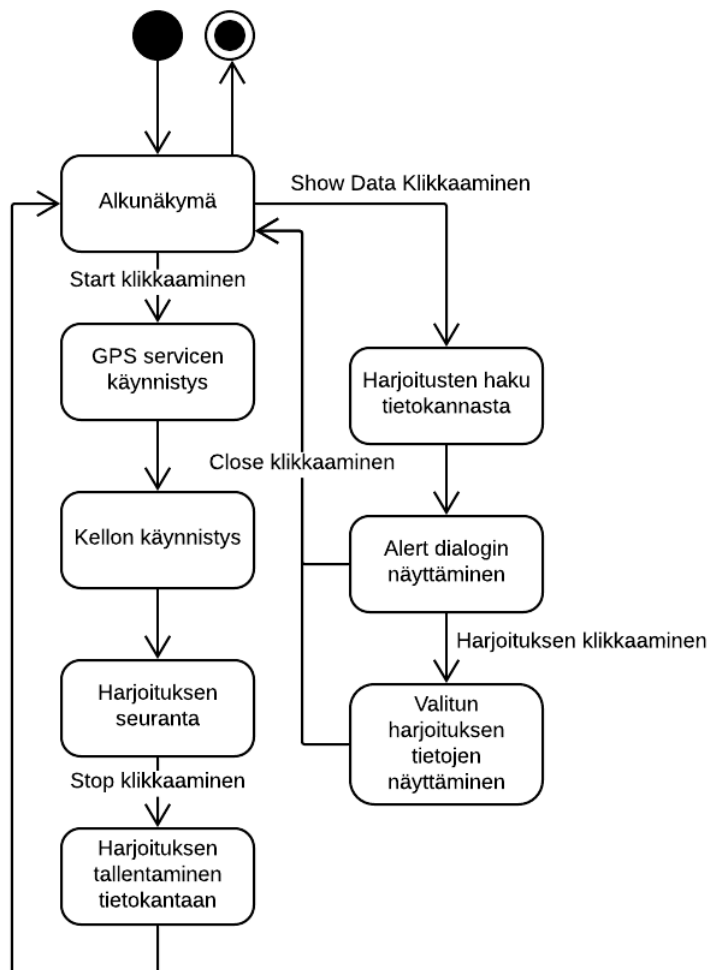 Alkunäkymä
Show Data Klikkaaminen
Start klikkaaminen
GPS servicen
käynnistys
Harjoitusten haku
tietokannasta
Close klikkaaminen
Kellon käynnistys
Alert dialogin
näyttäminen
Harjoituksen klikkaaminen
Harjoituksen
seuranta
Valitun
harjoituksen
tietojen
näyttäminen
Stop klikkaaminen
Harjoituksen
tallentaminen
tietokantaan